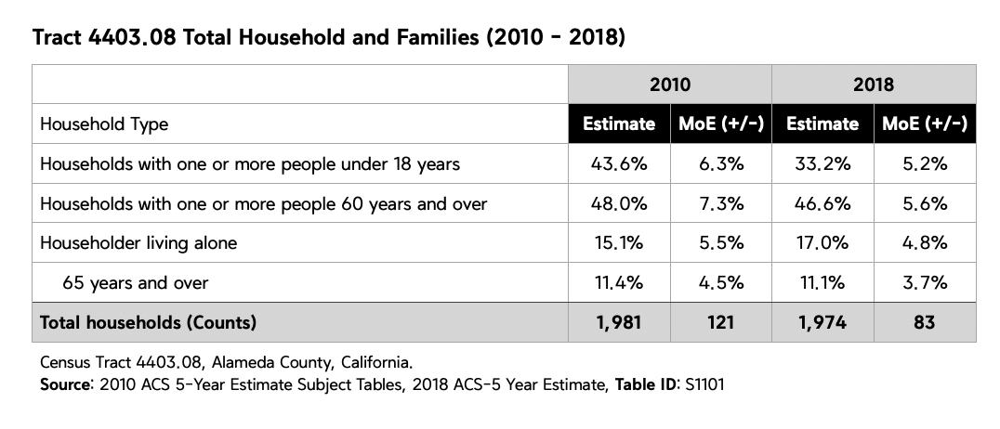 Tract 4403.08 Total Household and Families (2010 - 2018)
2010 2018
Household Type Estimate MoE (+/-) Estimate MoE (+/-)
Households with one or more people under 18 years 43.6% 6.3% 33.2% 5.2%
Households with one or more people 60 years and over 48.0% 7.3% 46.6% 5.6%
Householder living alone 15.1% 5.5% 17.0% 4.8%
65 years and over 11.4% 4.5% 11.1% 3.7%
Total households (Counts) 1,981 121 1,974 83
Census Tract 4403.08, Alameda County, California.
Source: 2010 ACS 5-Year Estimate Subject Tables, 2018 ACS-5 Year Estimate, Table ID: S1101